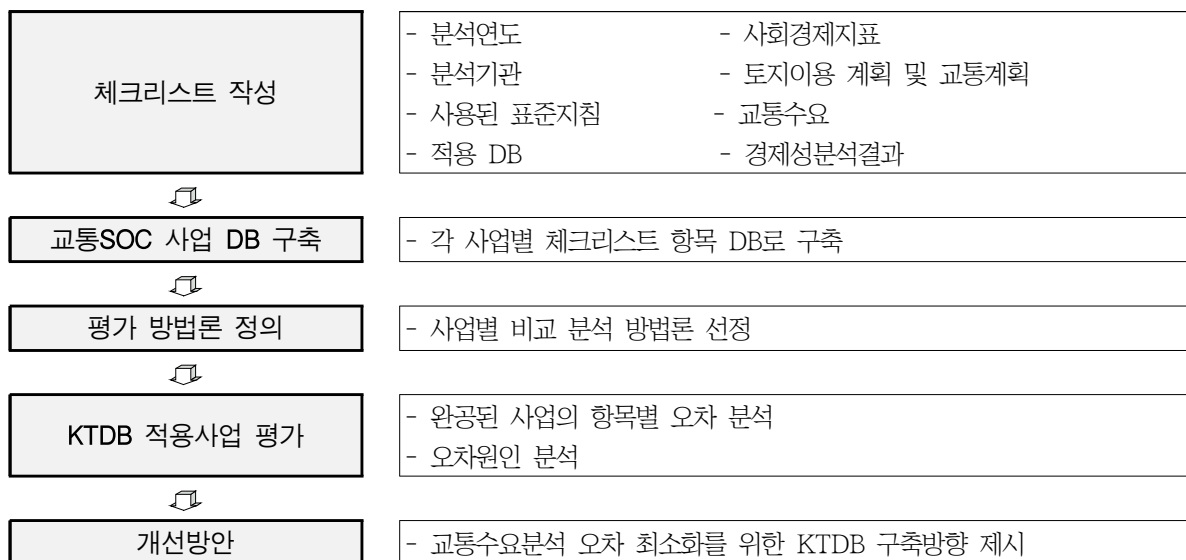 체크리스트 작성
- 분석연도 - 사회경제지표
- 분석기관 - 토지이용 계획 및 교통계획
- 사용된 표준지침 - 교통수요
- 적용 DB - 경제성분석결과
교통SOC 사업 DB 구축
- 각 사업별 체크리스트 항목 DB로 구축
평가 방법론 정의
- 사업별 비교 분석 방법론 선정
KTDB 적용사업 평가
- 완공된 사업의 항목별 오차 분석
- 오차원인 분석
개선방안
- 교통수요분석 오차 최소화를 위한 KTDB 구축방향 제시